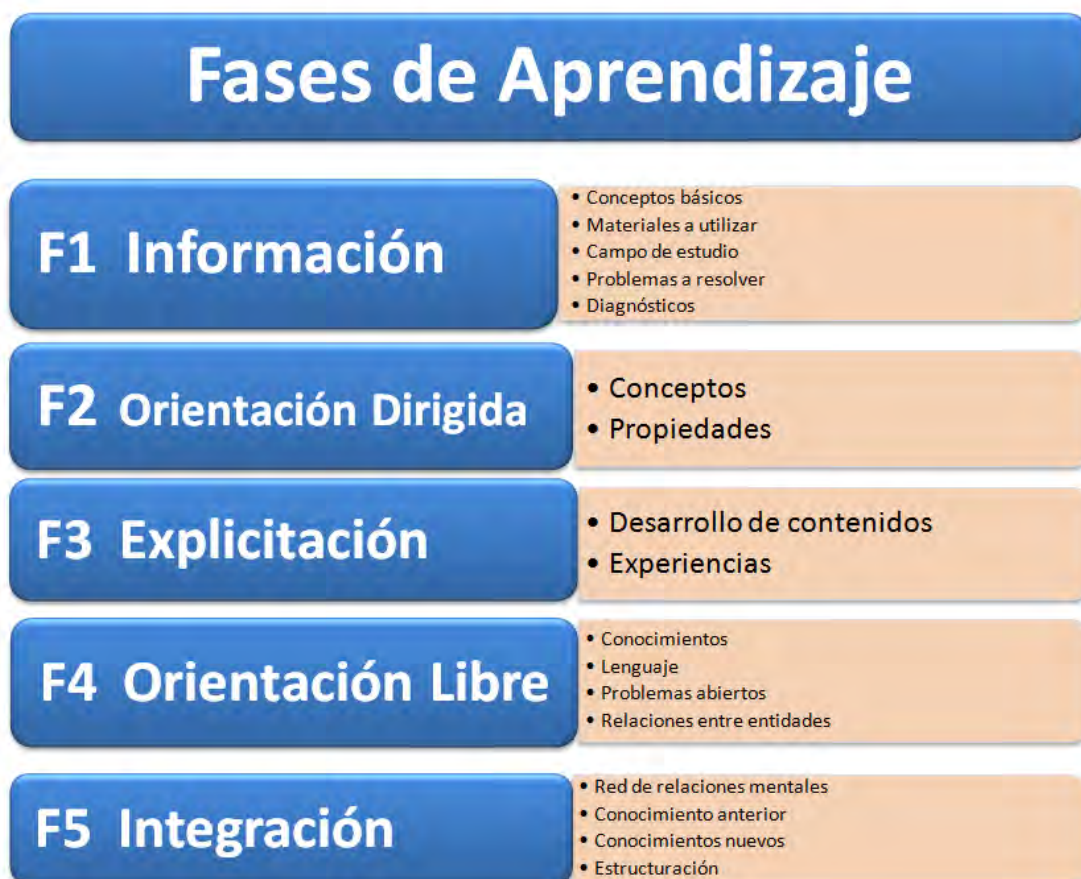 Fases de Aprendizaje
F1 Información
• Conceptos básicos
• Materiales a utilizar
• Campo de estudio
• Problemas a resolver
• Diagnósticos
F2 Orientación Dirigida
• Conceptos
• Propiedades
F3 Explicitación
• Desarrollo de contenidos
• Experiencias
F4 Orientación Libre
• Conocimientos
• Lenguaje
• Problemas abiertos
• Relaciones entre entidades
F5 Integración
• Red de relaciones mentales
• Conocimiento anterior
• Conocimientos nuevos
• Estructuración